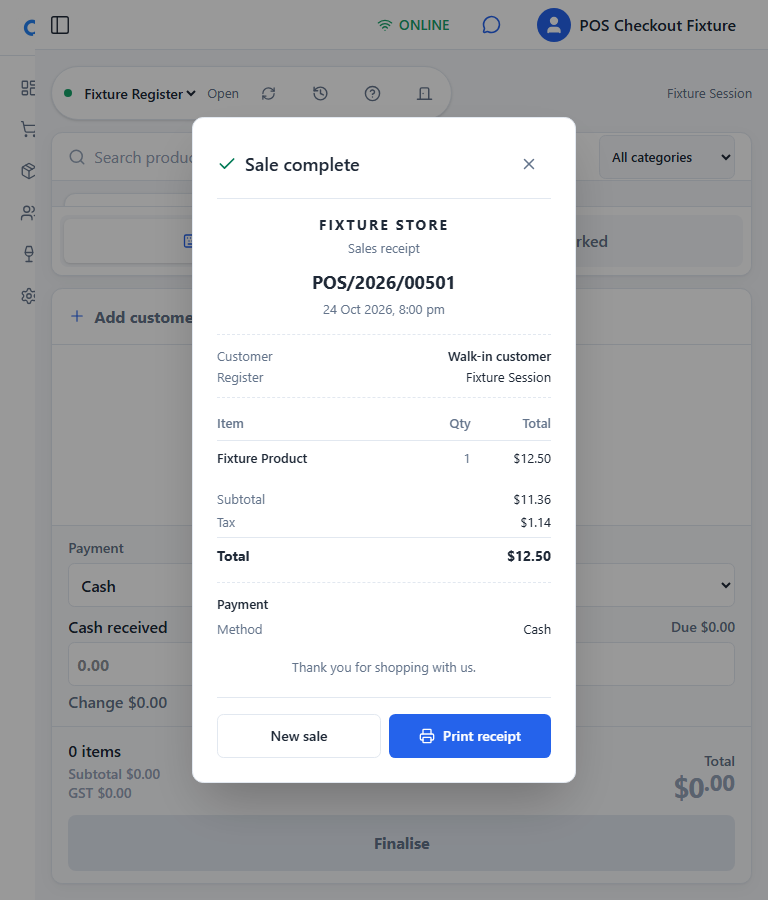 ONLINE
POS Checkout Fixture
Fixture Register
Open
Fixture Session
Search produc
All categories
rked
Add custome
Sale complete
FIXTURE STORE
Sales receipt
POS/2026/00501
24 Oct 2026, 8:00 pm
Customer Walk-in customer
Register Fixture Session
Item Qty Total
Fixture Product 1 $12.50
Subtotal $11.36
Tax $1.14
Total $12.50
Payment
Method Cash
Thank you for shopping with us.
New sale
Print receipt
Payment
Cash
Cash received
Due $0.00
0.00
Change $0.00
0 items
Subtotal $0.00
GST $0.00
Total
$0.00
Finalise